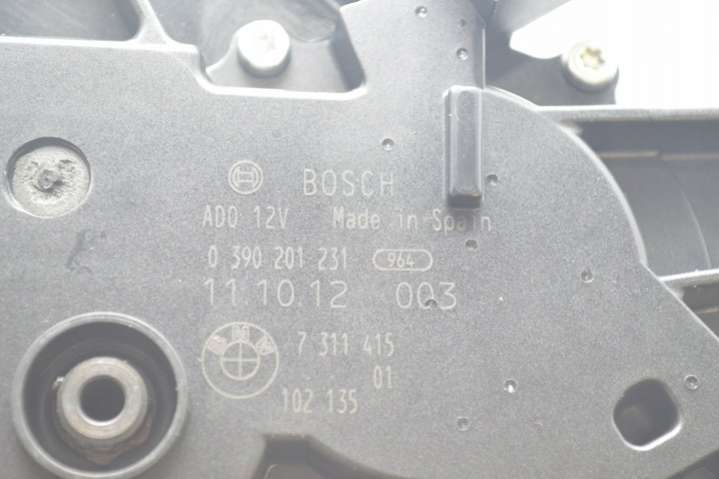 BOSCH
ADO 12V Made in Spain
0 390 201 231 964
11.10.12 003
BMW
7 311 415
01
102 135